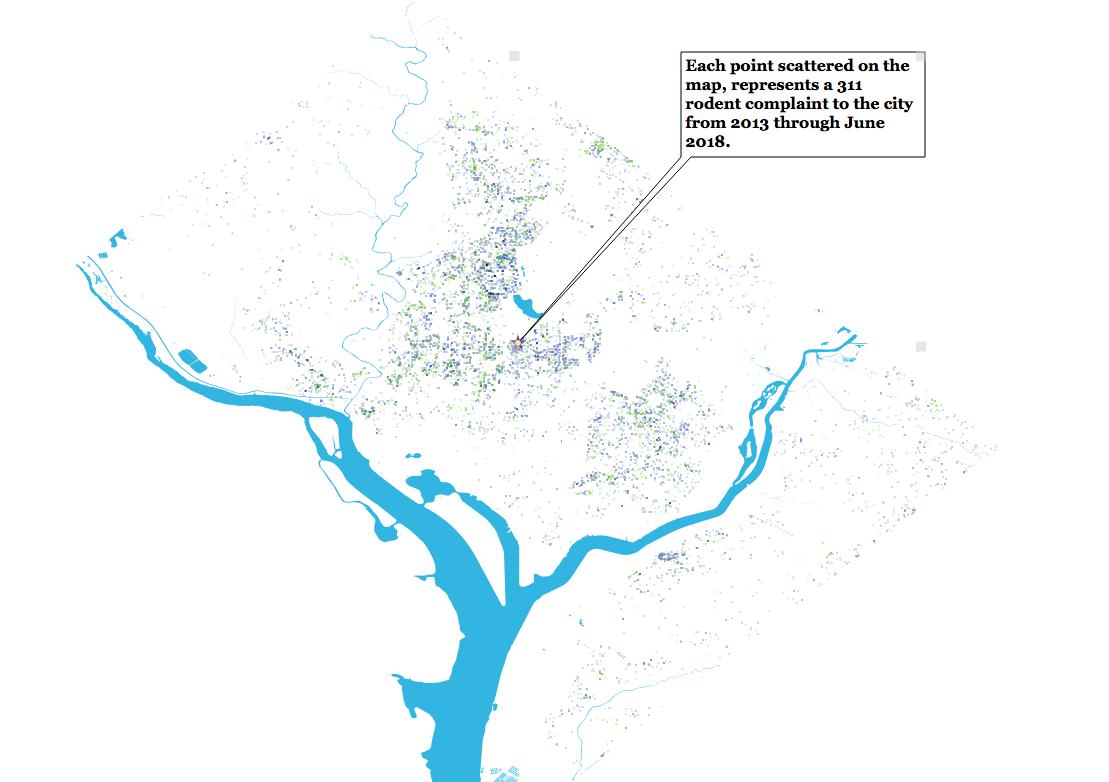 Each point scattered on the
map, represents a 311
rodent complaint to the city
from 2013 through June
2018.